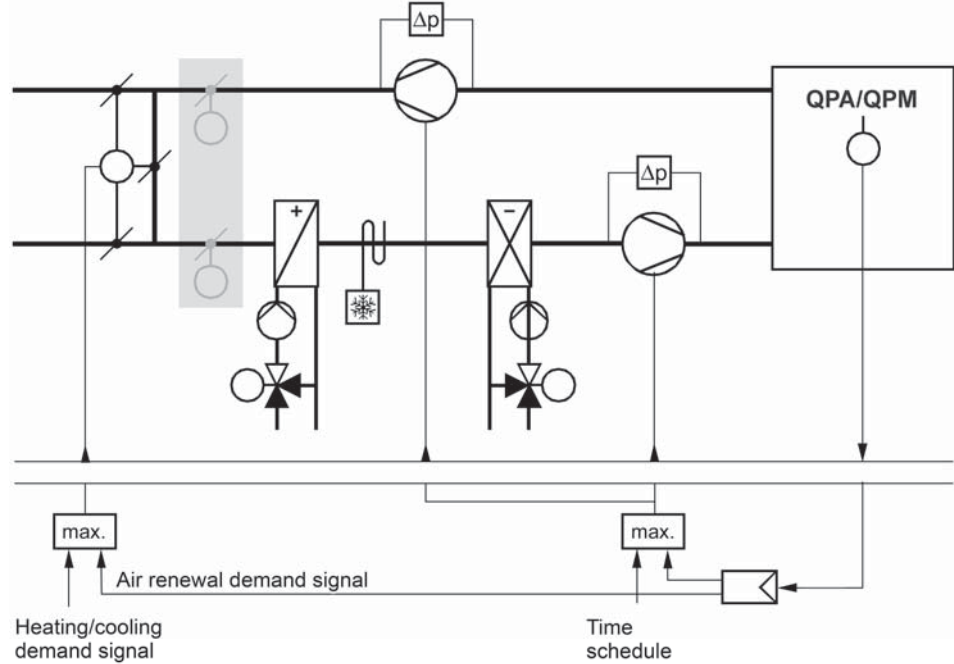 Δp
QPA/QPM
Δp
+
−
max.
max.
Air renewal demand signal
Heating/cooling
demand signal
Time
schedule